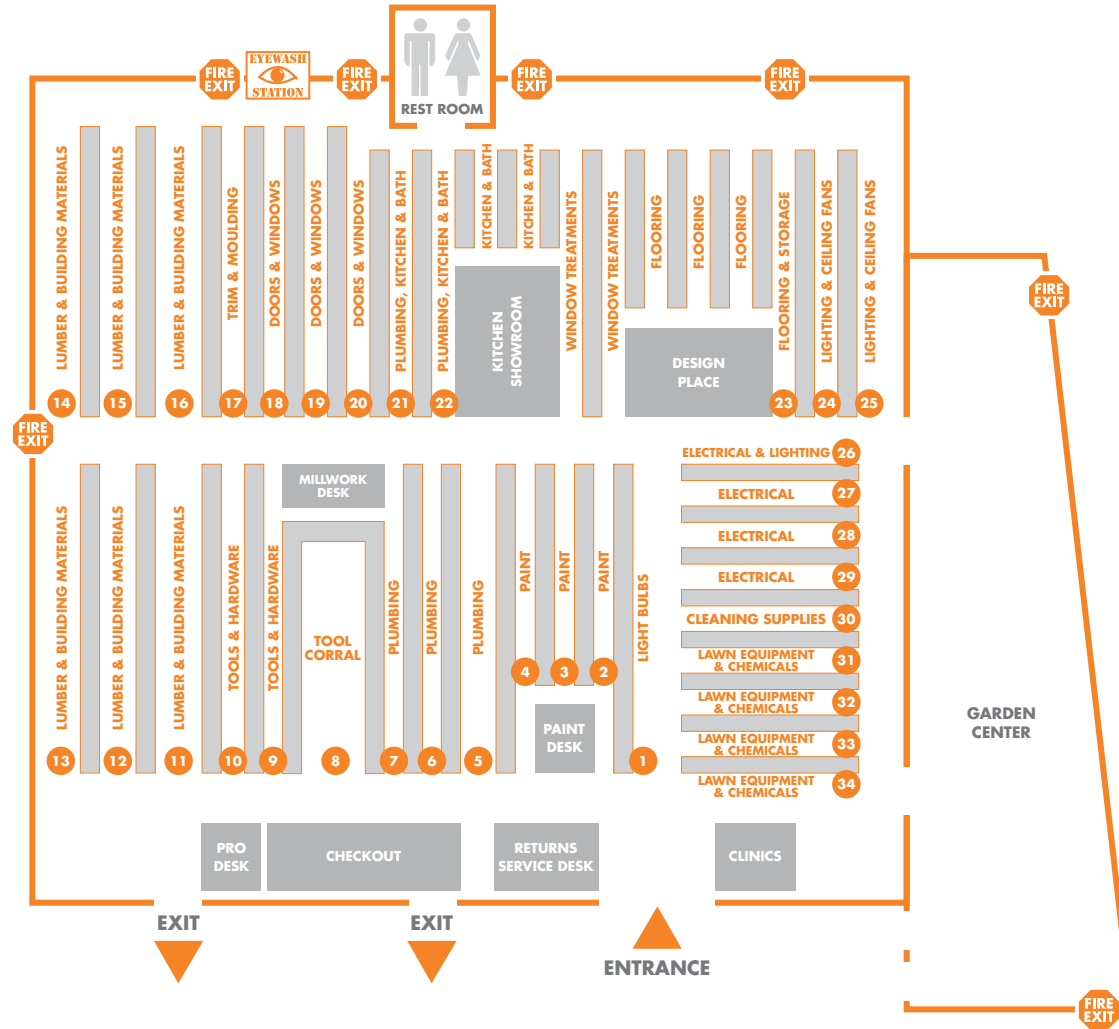 EYEWASH
STATION
FIRE
EXIT
FIRE
EXIT
REST ROOM
FIRE
EXIT
FIRE
EXIT
LUMBER & BUILDING MATERIALS
14
LUMBER & BUILDING MATERIALS
15
LUMBER & BUILDING MATERIALS
16
TRIM & MOULDING
17
DOORS & WINDOWS
18
DOORS & WINDOWS
19
DOORS & WINDOWS
20
PLUMBING, KITCHEN & BATH
21
PLUMBING, KITCHEN & BATH
22
KITCHEN & BATH
KITCHEN & BATH
KITCHEN
SHOWROOM
WINDOW TREATMENTS
WINDOW TREATMENTS
FLOORING
FLOORING
FLOORING
DESIGN
PLACE
FLOORING & STORAGE
23
LIGHTING & CEILING FANS
24
LIGHTING & CEILING FANS
25
FIRE
EXIT
FIRE
EXIT
LUMBER & BUILDING MATERIALS
13
LUMBER & BUILDING MATERIALS
12
LUMBER & BUILDING MATERIALS
11
TOOLS & HARDWARE
10
TOOLS & HARDWARE
9
MILLWORK
DESK
TOOL
CORRAL
8
PLUMBING
7
PLUMBING
6
PLUMBING
5
PAINT
4
PAINT
3
PAINT
2
PAINT
DESK
LIGHT BULBS
1
ELECTRICAL & LIGHTING 26
ELECTRICAL 27
ELECTRICAL 28
ELECTRICAL 29
CLEANING SUPPLIES 30
LAWN EQUIPMENT
& CHEMICALS 31
LAWN EQUIPMENT
& CHEMICALS 32
LAWN EQUIPMENT
& CHEMICALS 33
LAWN EQUIPMENT
& CHEMICALS 34
GARDEN
CENTER
PRO
DESK
CHECKOUT
RETURNS
SERVICE DESK
CLINICS
EXIT
EXIT
ENTRANCE
FIRE
EXIT